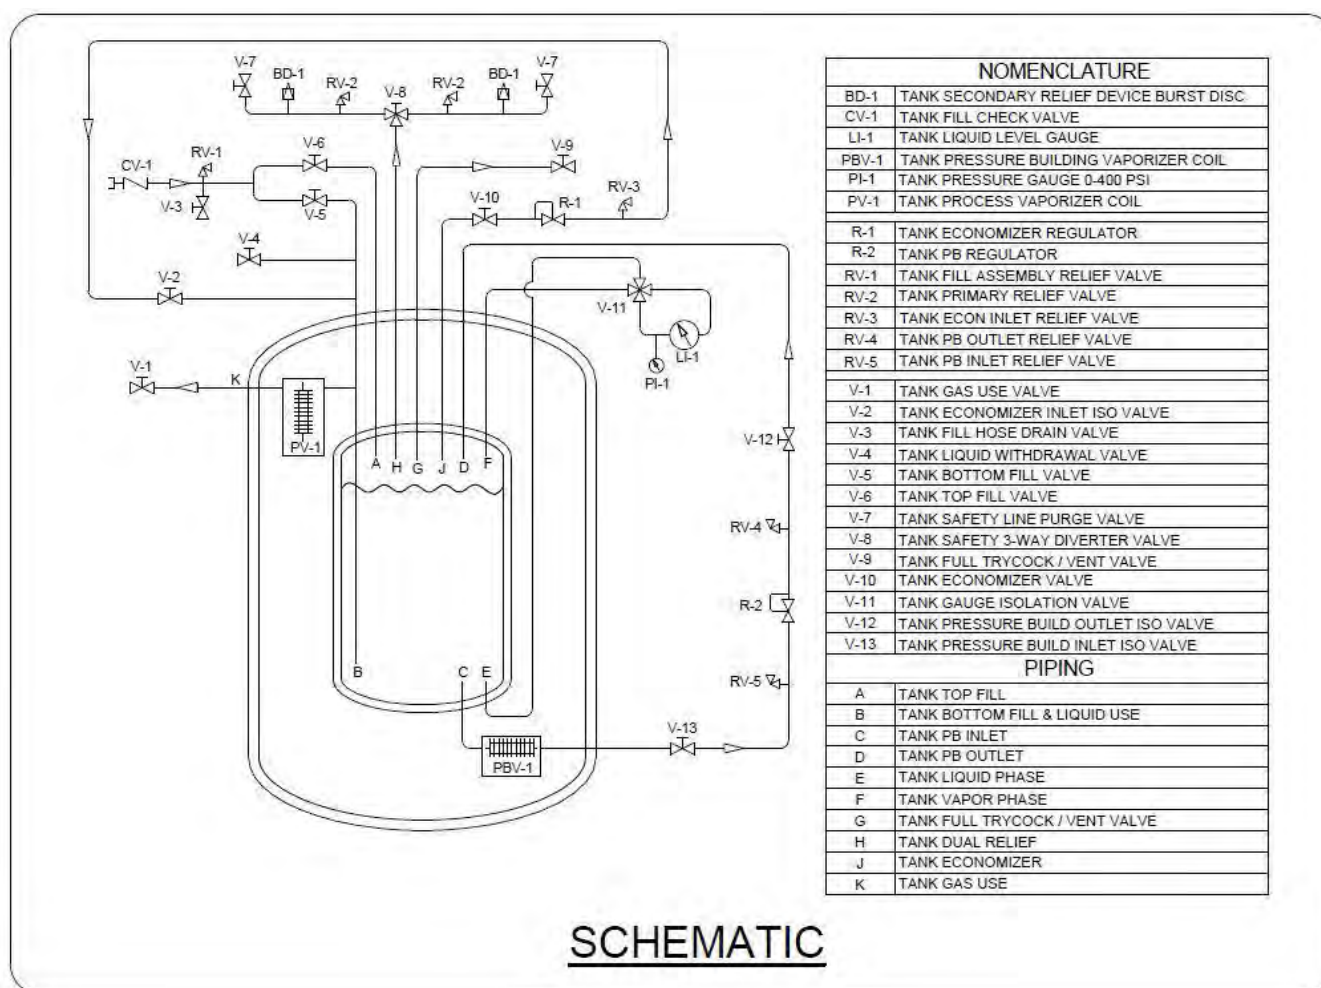 V-7
BD-1
RV-2
V-8
RV-2
BD-1
V-7
V-6
V-9
CV-1
RV-1
V-3
V-5
V-10
R-1
RV-3
V-4
V-2
V-11
LI-1
PI-1
V-1
K
PV-1
A
H
G
J
D
F
V-12
RV-4
R-2
B
C
E
RV-5
V-13
PBV-1
NOMENCLATURE
BD-1 TANK SECONDARY RELIEF DEVICE BURST DISC
CV-1 TANK FILL CHECK VALVE
LI-1 TANK LIQUID LEVEL GAUGE
PBV-1 TANK PRESSURE BUILDING VAPORIZER COIL
PI-1 TANK PRESSURE GAUGE 0-400 PSI
PV-1 TANK PROCESS VAPORIZER COIL
R-1 TANK ECONOMIZER REGULATOR
R-2 TANK PB REGULATOR
RV-1 TANK FILL ASSEMBLY RELIEF VALVE
RV-2 TANK PRIMARY RELIEF VALVE
RV-3 TANK ECON INLET RELIEF VALVE
RV-4 TANK PB OUTLET RELIEF VALVE
RV-5 TANK PB INLET RELIEF VALVE
V-1 TANK GAS USE VALVE
V-2 TANK ECONOMIZER INLET ISO VALVE
V-3 TANK FILL HOSE DRAIN VALVE
V-4 TANK LIQUID WITHDRAWAL VALVE
V-5 TANK BOTTOM FILL VALVE
V-6 TANK TOP FILL VALVE
V-7 TANK SAFETY LINE PURGE VALVE
V-8 TANK SAFETY 3-WAY DIVERTER VALVE
V-9 TANK FULL TRYCOCK / VENT VALVE
V-10 TANK ECONOMIZER VALVE
V-11 TANK GAUGE ISOLATION VALVE
V-12 TANK PRESSURE BUILD OUTLET ISO VALVE
V-13 TANK PRESSURE BUILD INLET ISO VALVE
PIPING
A TANK TOP FILL
B TANK BOTTOM FILL & LIQUID USE
C TANK PB INLET
D TANK PB OUTLET
E TANK LIQUID PHASE
F TANK VAPOR PHASE
G TANK FULL TRYCOCK / VENT VALVE
H TANK DUAL RELIEF
J TANK ECONOMIZER
K TANK GAS USE
SCHEMATIC